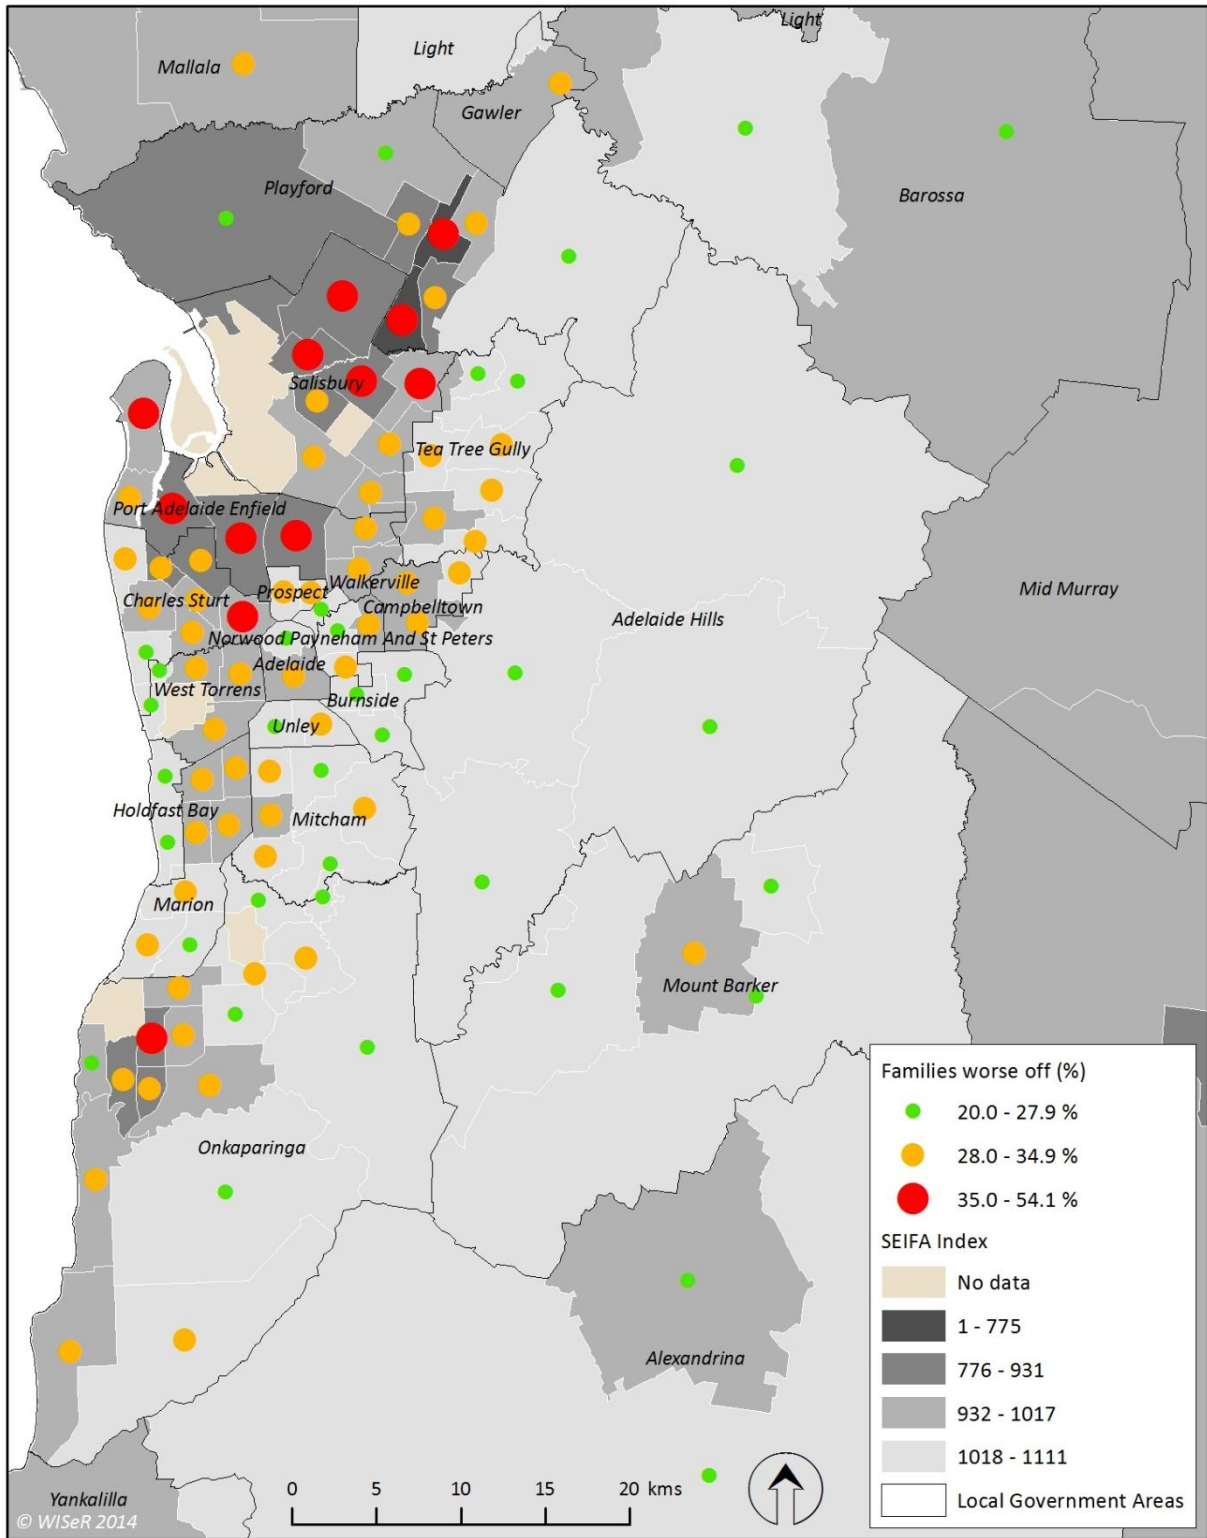 Light
Light
Mallala
Gawler
Playford
Barossa
Salisbury
Tea Tree Gully
Port Adelaide Enfield
Mid Murray
Walkerville
Prospect
Charles Sturt
Campbelltown
Adelaide Hills
Norwood Payneham And St Peters
Adelaide
West Torrens
Burnside
Unley
Holdfast Bay
Mitcham
Marion
Mount Barker
Onkaparinga
Alexandrina
Yankalilla
© WISeR 2014
0 5 10 15 20 kms
Families worse off (%)
20.0 - 27.9 %
28.0 - 34.9 %
35.0 - 54.1 %
SEIFA Index
No data
1 - 775
776 - 931
932 - 1017
1018 - 1111
Local Government Areas